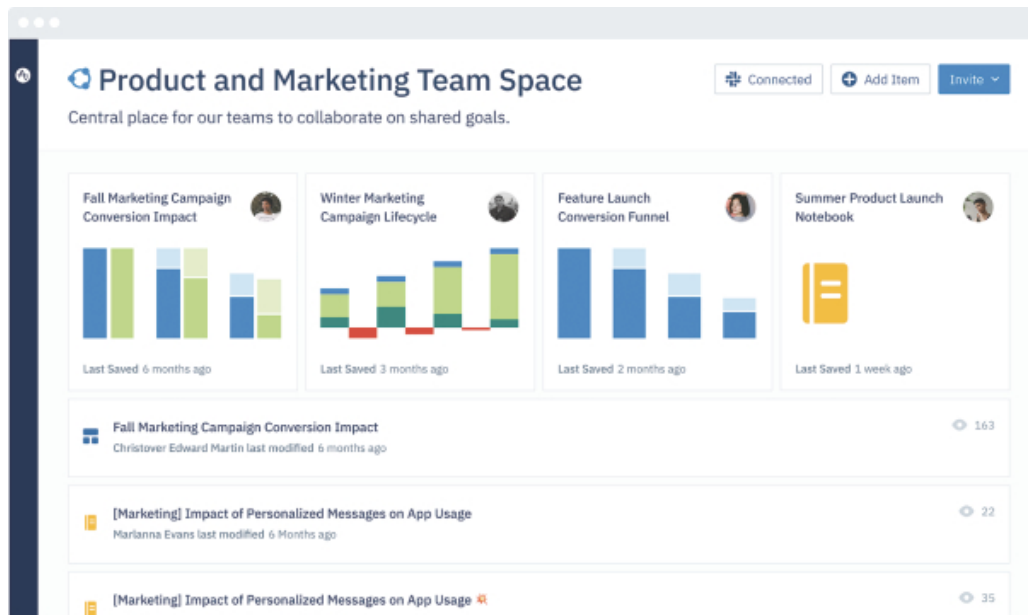 Product and Marketing Team Space
Connected
Add Item
Invite
Central place for our teams to collaborate on shared goals.
Fall Marketing Campaign
Conversion Impact
Last Saved 6 months ago
Winter Marketing
Campaign Lifecycle
Last Saved 3 months ago
Feature Launch
Conversion Funnel
Last Saved 2 months ago
Summer Product Launch
Notebook
Last Saved 1 week ago
Fall Marketing Campaign Conversion Impact
163
Christover Edward Martin last modified 6 months ago
[Marketing] Impact of Personalized Messages on App Usage
22
Marianna Evans last modified 6 Months ago
[Marketing] Impact of Personalized Messages on App Usage 💥
35